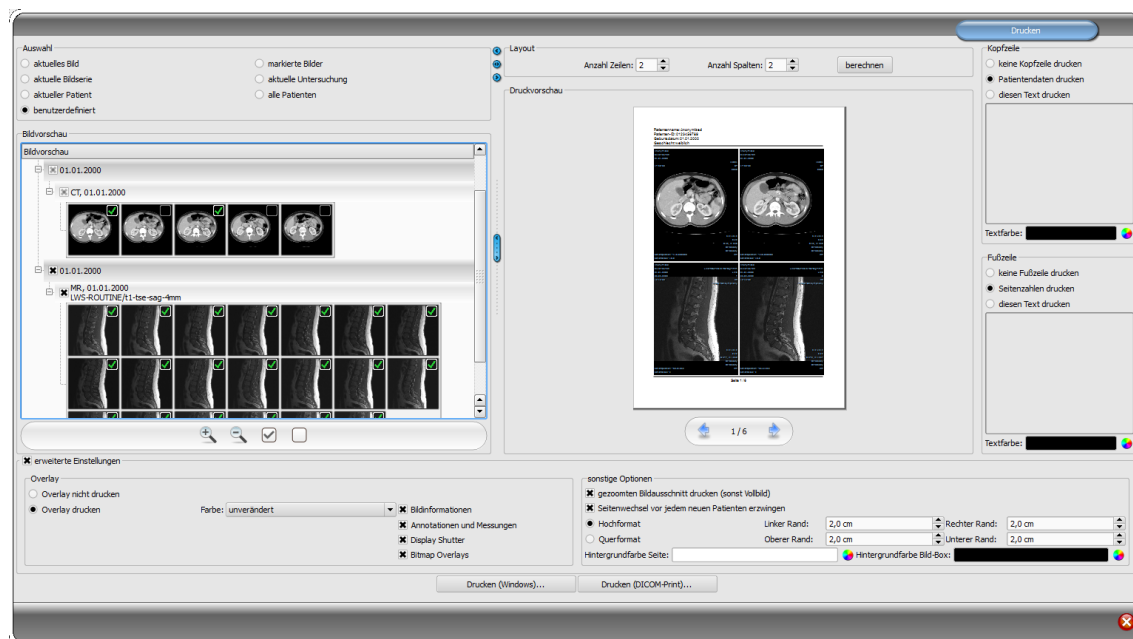 Drucken
Auswahl
aktuelles Bild
markierte Bilder
aktuelle Bildserie
aktuelle Untersuchung
aktueller Patient
alle Patienten
benutzerdefiniert
Bildvorschau
Bildvorschau
01.01.2000
CT, 01.01.2000
01.01.2000
MR, 01.01.2000
LWS-ROUTINE/t1-tse-sag-4mm
Layout
Anzahl Zeilen: 2
Anzahl Spalten: 2
berechnen
Druckvorschau
Seite 1/6
1/6
Kopfzeile
keine Kopfzeile drucken
Patientendaten drucken
diesen Text drucken
Textfarbe:
Fußzeile
keine Fußzeile drucken
Seitenzahlen drucken
diesen Text drucken
Textfarbe:
erweiterte Einstellungen
Overlay
Overlay nicht drucken
Overlay drucken
Farbe: unverändert
Bildinformationen
Annotationen und Messungen
Display Shutter
Bitmap Overlays
sonstige Optionen
gezoomten Bildausschnitt drucken (sonst Vollbild)
Seitenwechsel vor jedem neuen Patienten erzwingen
Hochformat
Linker Rand: 2,0 cm
Rechter Rand: 2,0 cm
Querformat
Oberer Rand: 2,0 cm
Unterer Rand: 2,0 cm
Hintergrundfarbe Seite:
Hintergrundfarbe Bild-Box:
Drucken (Windows)...
Drucken (DICOM-Print)...